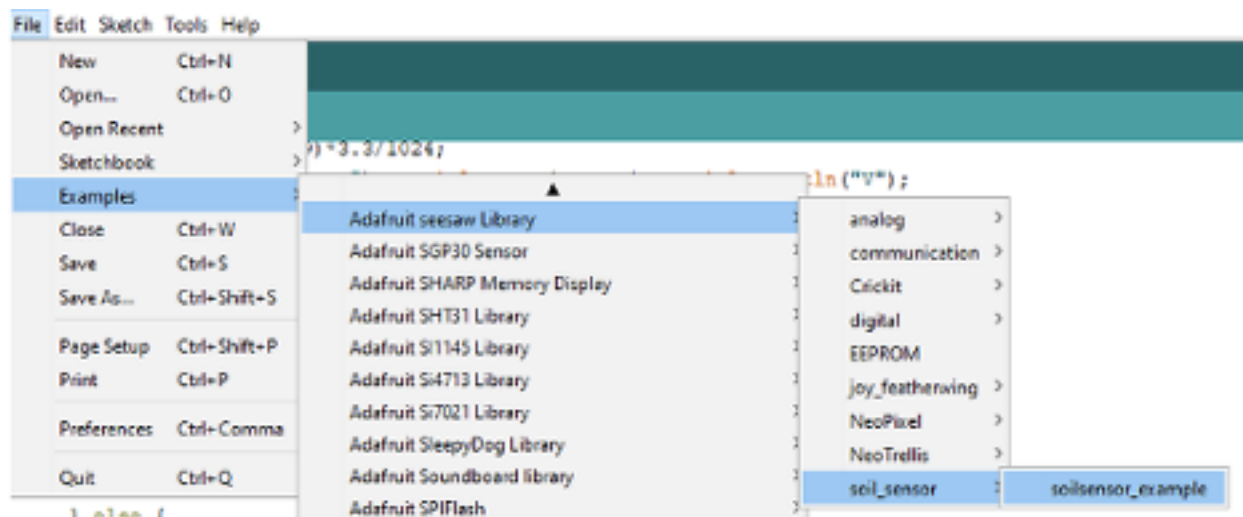 File Edit Sketch Tools Help
New Ctrl+N
Open... Ctrl+O
Open Recent
Sketchbook
Examples
Close Ctrl+W
Save Ctrl+S
Save As... Ctrl+Shift+S
Page Setup Ctrl+Shift+P
Print Ctrl+P
Preferences Ctrl+Comma
Quit Ctrl+Q
)*3.3/1024;
ln("V");
} else {
Adafruit seesaw Library
Adafruit SGP30 Sensor
Adafruit SHARP Memory Display
Adafruit SHT31 Library
Adafruit SI1145 Library
Adafruit Si4713 Library
Adafruit Si7021 Library
Adafruit SleepyDog Library
Adafruit Soundboard library
Adafruit SPIFlash
analog
communication
Crickit
digital
EEPROM
joy_featherwing
NeoPixel
NeoTrellis
soil_sensor
soilsensor_example